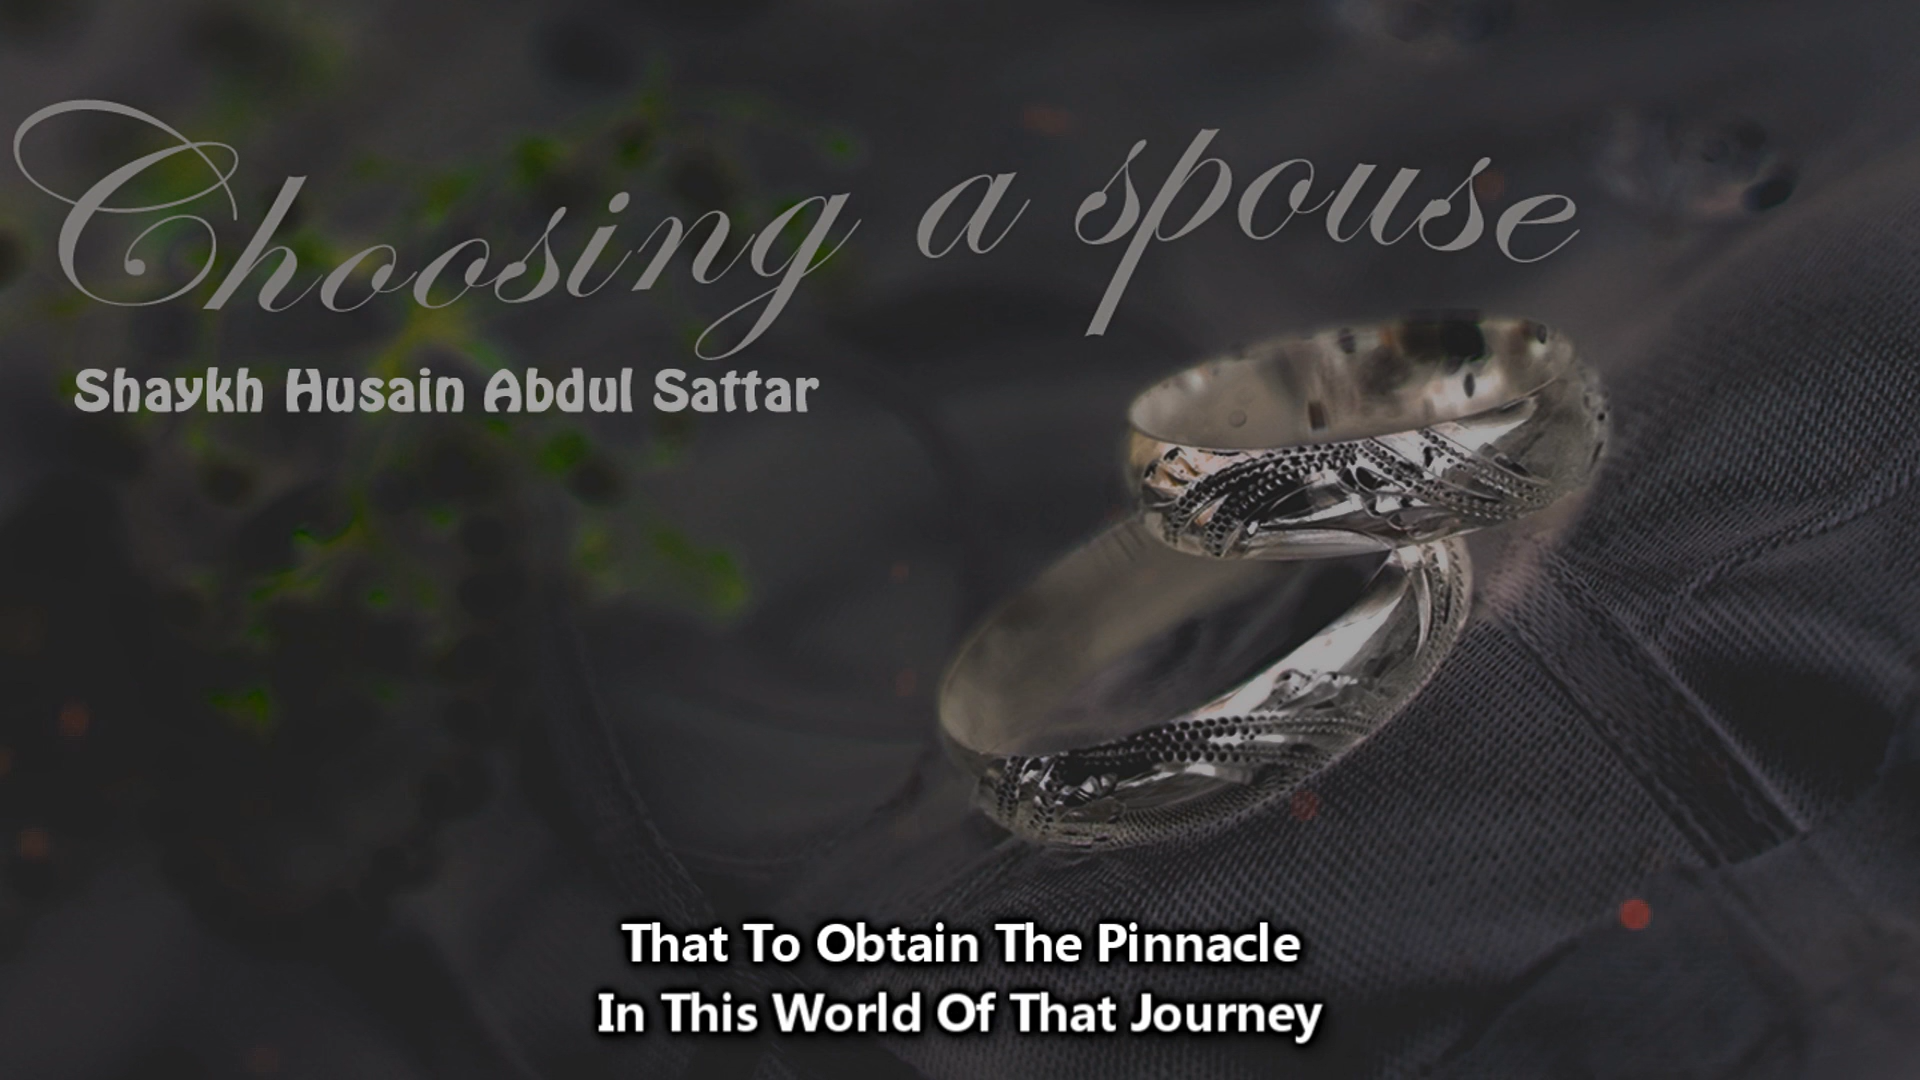 Choosing a spouse
Shaykh Husain Abdul Sattar
That To Obtain The Pinnacle
In This World Of That Journey